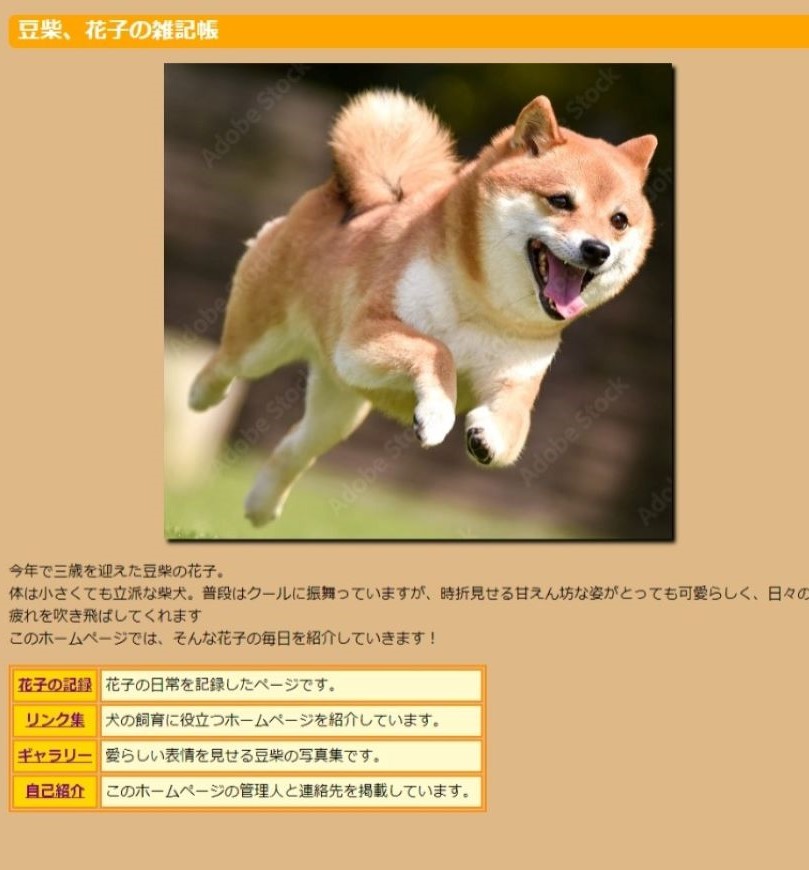 豆柴、花子の雑記帳
Adobe Stock
Adobe Stock
Adobe Stock
Adobe Stock
Adobe Stock
今年で三歳を迎えた豆柴の花子。
体は小さくても立派な柴犬。普段はクールに振舞っていますが、時折見せる甘えん坊な姿がとっても可愛らしく、日々の
疲れを吹き飛ばしてくれます
このホームページでは、そんな花子の毎日を紹介していきます！
花子の記録 花子の日常を記録したページです。
リンク集 犬の飼育に役立つホームページを紹介しています。
ギャラリー 愛らしい表情を見せる豆柴の写真集です。
自己紹介 このホームページの管理人と連絡先を掲載しています。